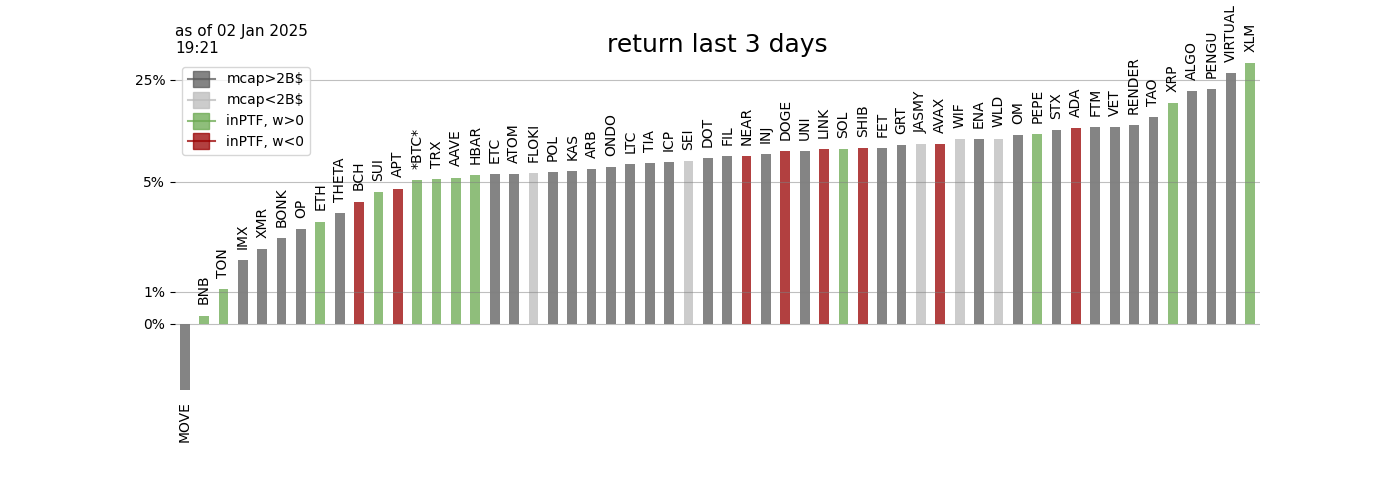 as of 02 Jan 2025
19:21
return last 3 days
25%
5%
1%
0%
mcap>2B$
mcap<2B$
inPTF, w>0
inPTF, w<0
MOVE
BNB
TON
IMX
XMR
BONK
OP
ETH
THETA
BCH
SUI
APT
*BTC*
TRX
AAVE
HBAR
ETC
ATOM
FLOKI
POL
KAS
ARB
ONDO
LTC
TIA
ICP
SEI
DOT
FIL
NEAR
INJ
DOGE
UNI
LINK
SOL
SHIB
FET
GRT
JASMY
AVAX
WIF
ENA
WLD
OM
PEPE
STX
ADA
FTM
VET
RENDER
TAO
XRP
ALGO
PENGU
VIRTUAL
XLM